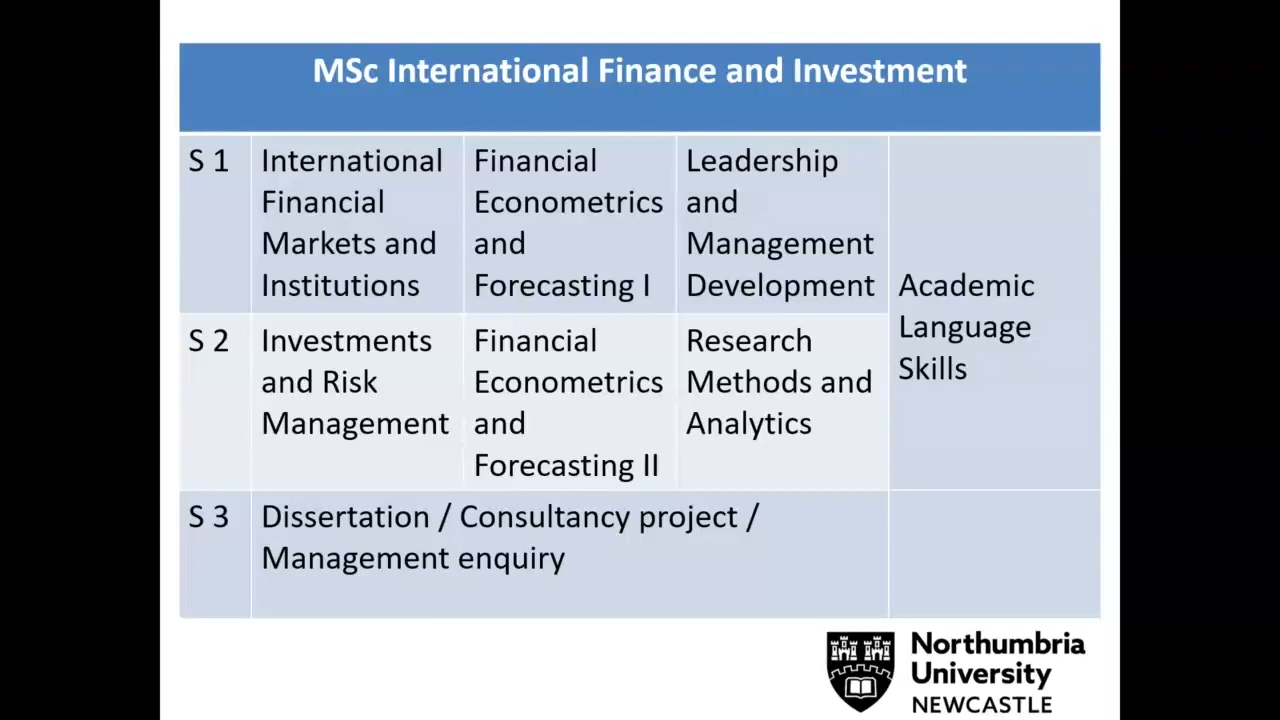 MSc International Finance and Investment
S 1
International
Financial
Markets and
Institutions
Financial
Econometrics
and
Forecasting I
Leadership
and
Management
Development
Academic
Language
Skills
S 2
Investments
and Risk
Management
Financial
Econometrics
and
Forecasting II
Research
Methods and
Analytics
S 3
Dissertation / Consultancy project /
Management enquiry
Northumbria
University
NEWCASTLE